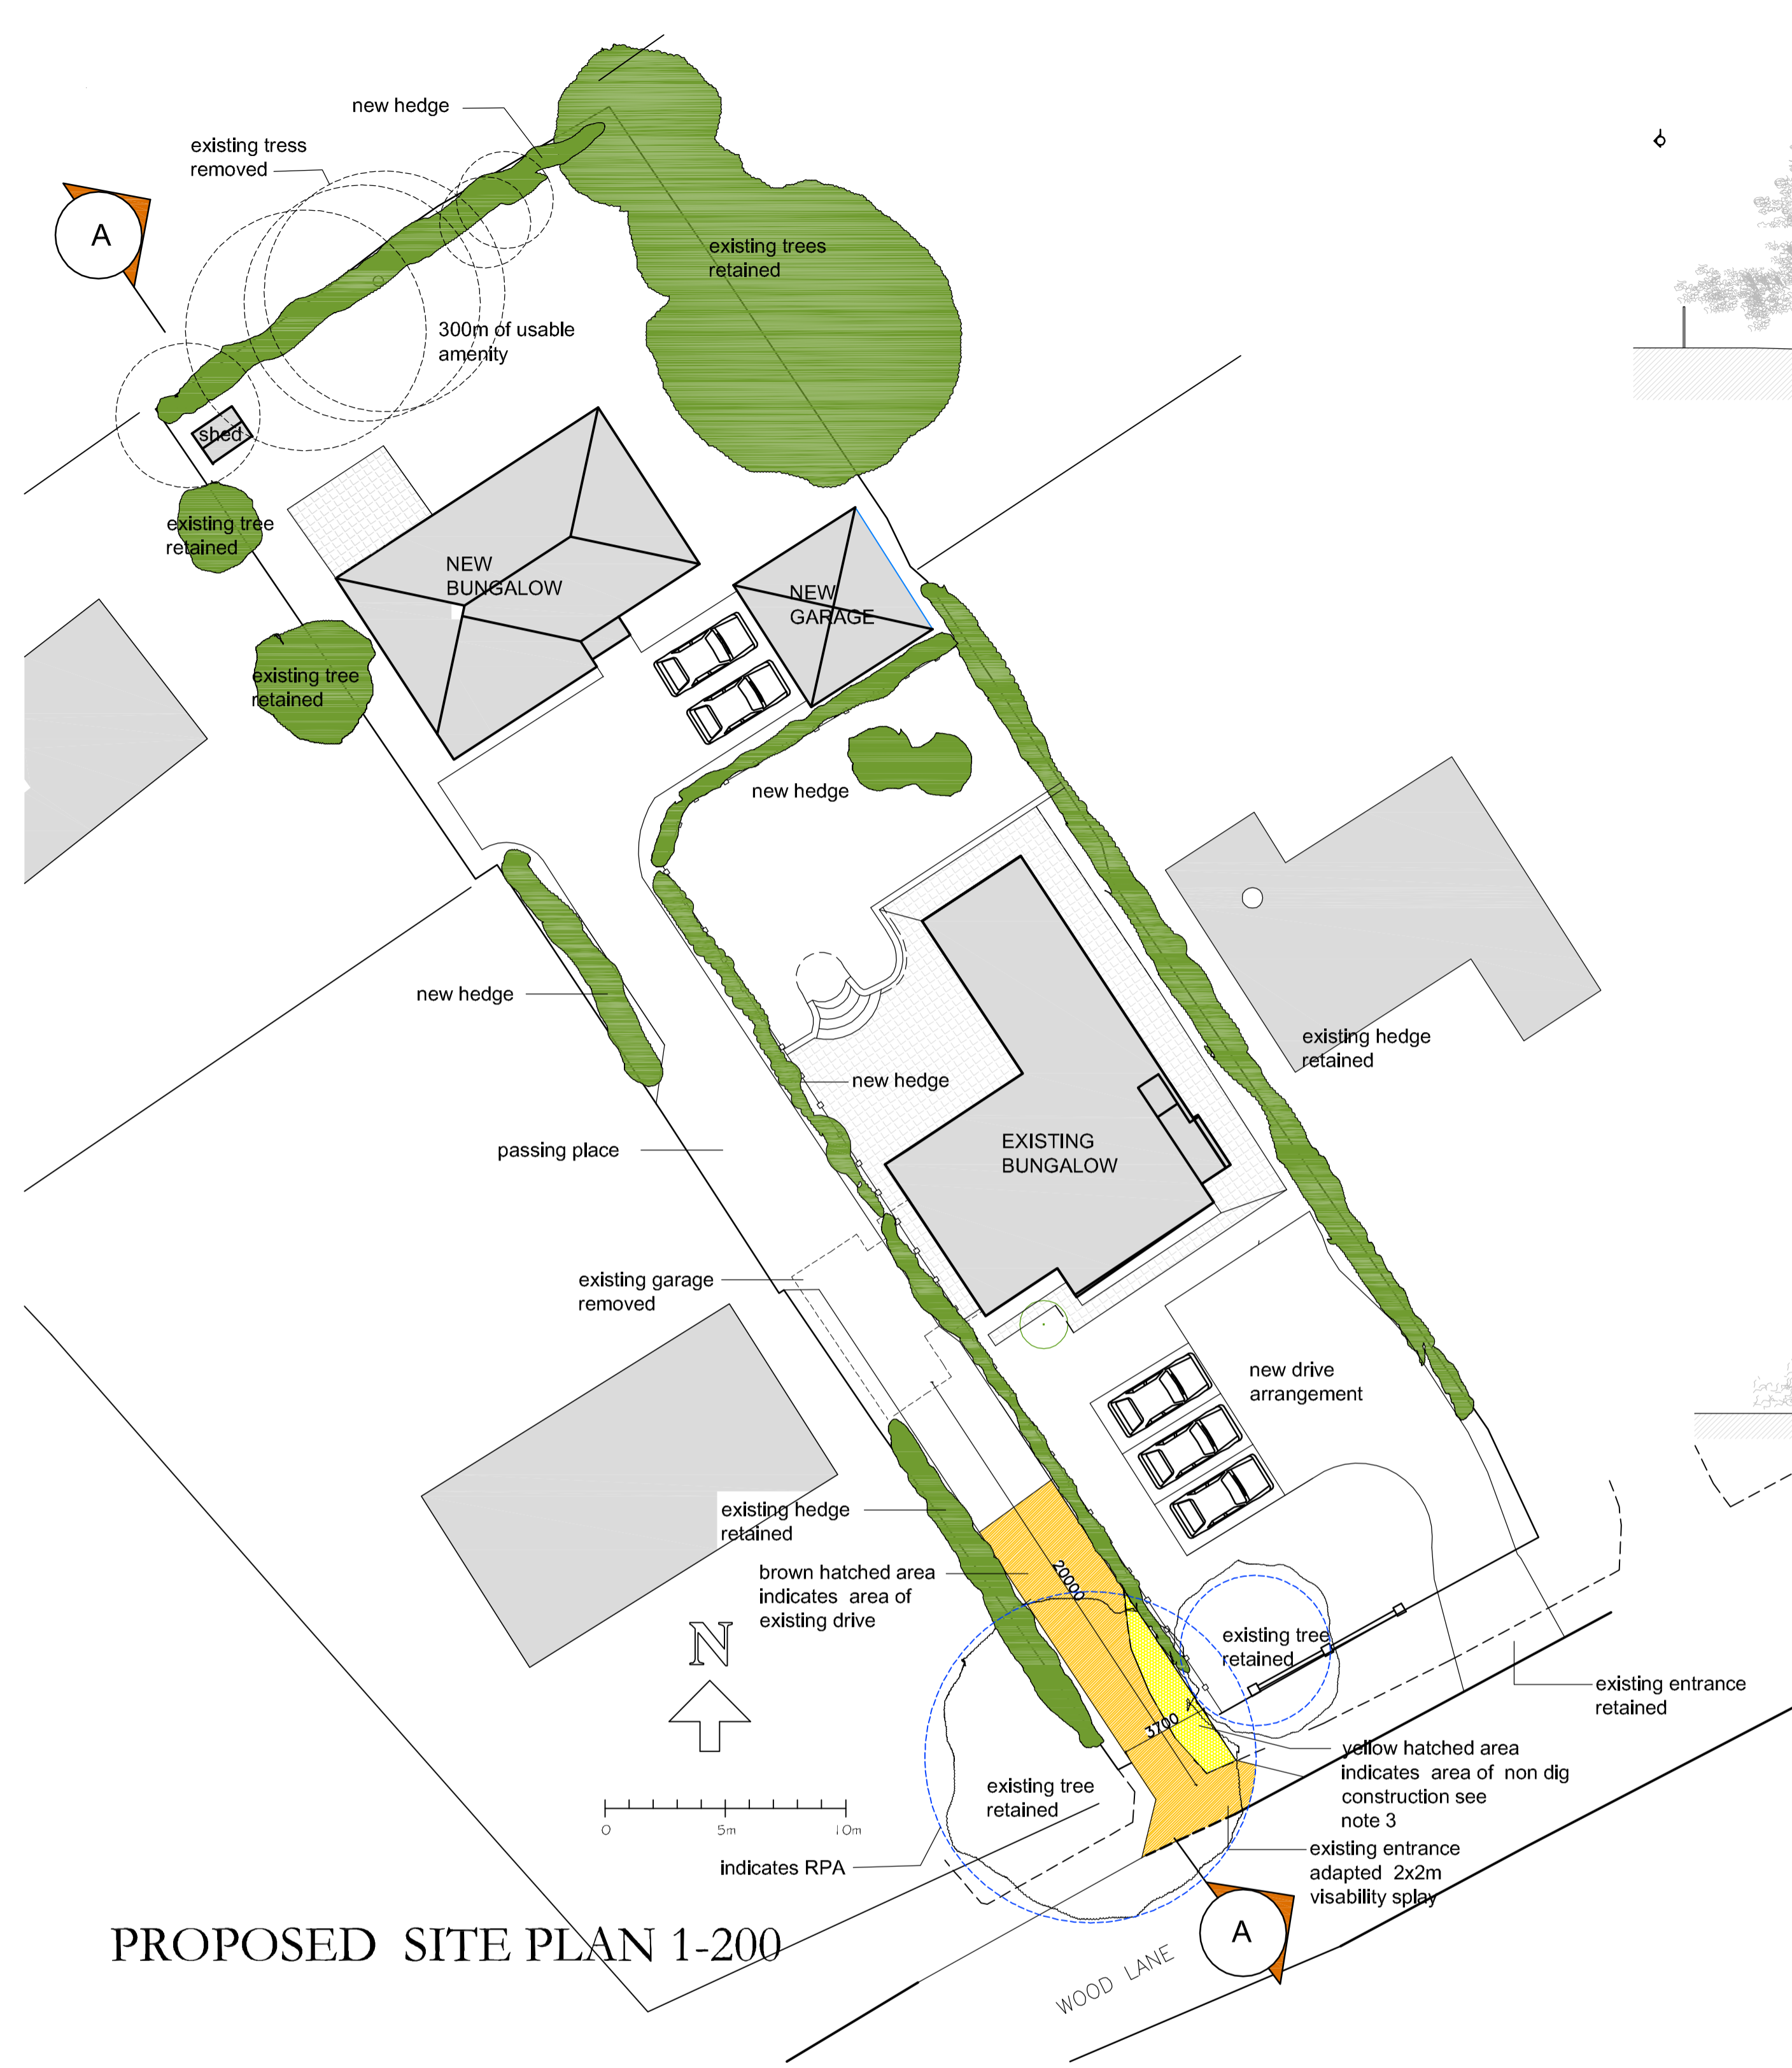 new hedge
existing tress
removed
A
existing trees
retained
300m of usable
amenity
shed
existing tree
retained
NEW
BUNGALOW
NEW
GARAGE
existing tree
retained
new hedge
new hedge
existing hedge
retained
new hedge
EXISTING
BUNGALOW
passing place
existing garage
removed
new drive
arrangement
existing hedge
retained
brown hatched area
indicates area of
existing drive
20000
N
existing tree
retained
existing entrance
retained
3700
yellow hatched area
indicates area of non dig
construction see
note 3
existing tree
retained
0 5m 10m
indicates RPA
existing entrance
adapted 2x2m
visability splay
A
PROPOSED SITE PLAN 1-200
WOOD LANE